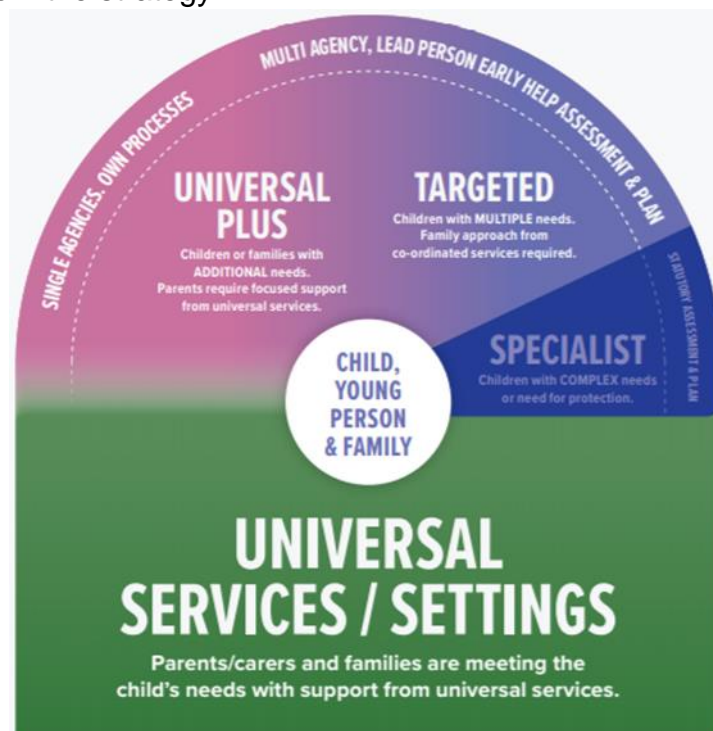 the strategy
SINGLE AGENCIES. OWN PROCESSES
MULTI AGENCY, LEAD PERSON EARLY HELP ASSESSMENT & PLAN
STATUTORY ASSESSMENT & PLAN
UNIVERSAL
PLUS
Children or families with
ADDITIONAL needs.
Parents require focused support
from universal services.
TARGETED
Children with MULTIPLE needs.
Family approach from
co-ordinated services required.
SPECIALIST
Children with COMPLEX needs
or need for protection.
CHILD,
YOUNG
PERSON
& FAMILY
UNIVERSAL
SERVICES / SETTINGS
Parents/carers and families are meeting the
child's needs with support from universal services.